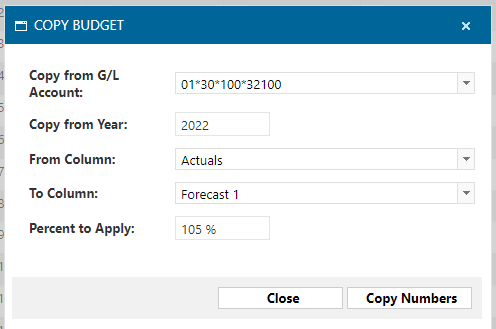 COPY BUDGET ×
Copy from G/L
Account: 01*30*100*32100
Copy from Year: 2022
From Column: Actuals
To Column: Forecast 1
Percent to Apply: 105 %
Close Copy Numbers